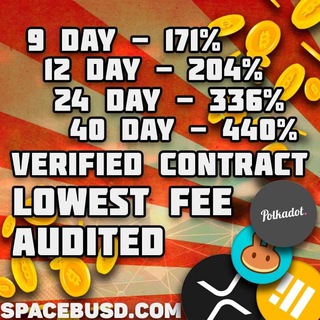 9 DAY - 171%
12 DAY - 204%
24 DAY - 336%
40 DAY - 440%
VERIFIED CONTRACT
LOWEST FEE
Polkadot.
AUDITED
SPACEBUSD.COM